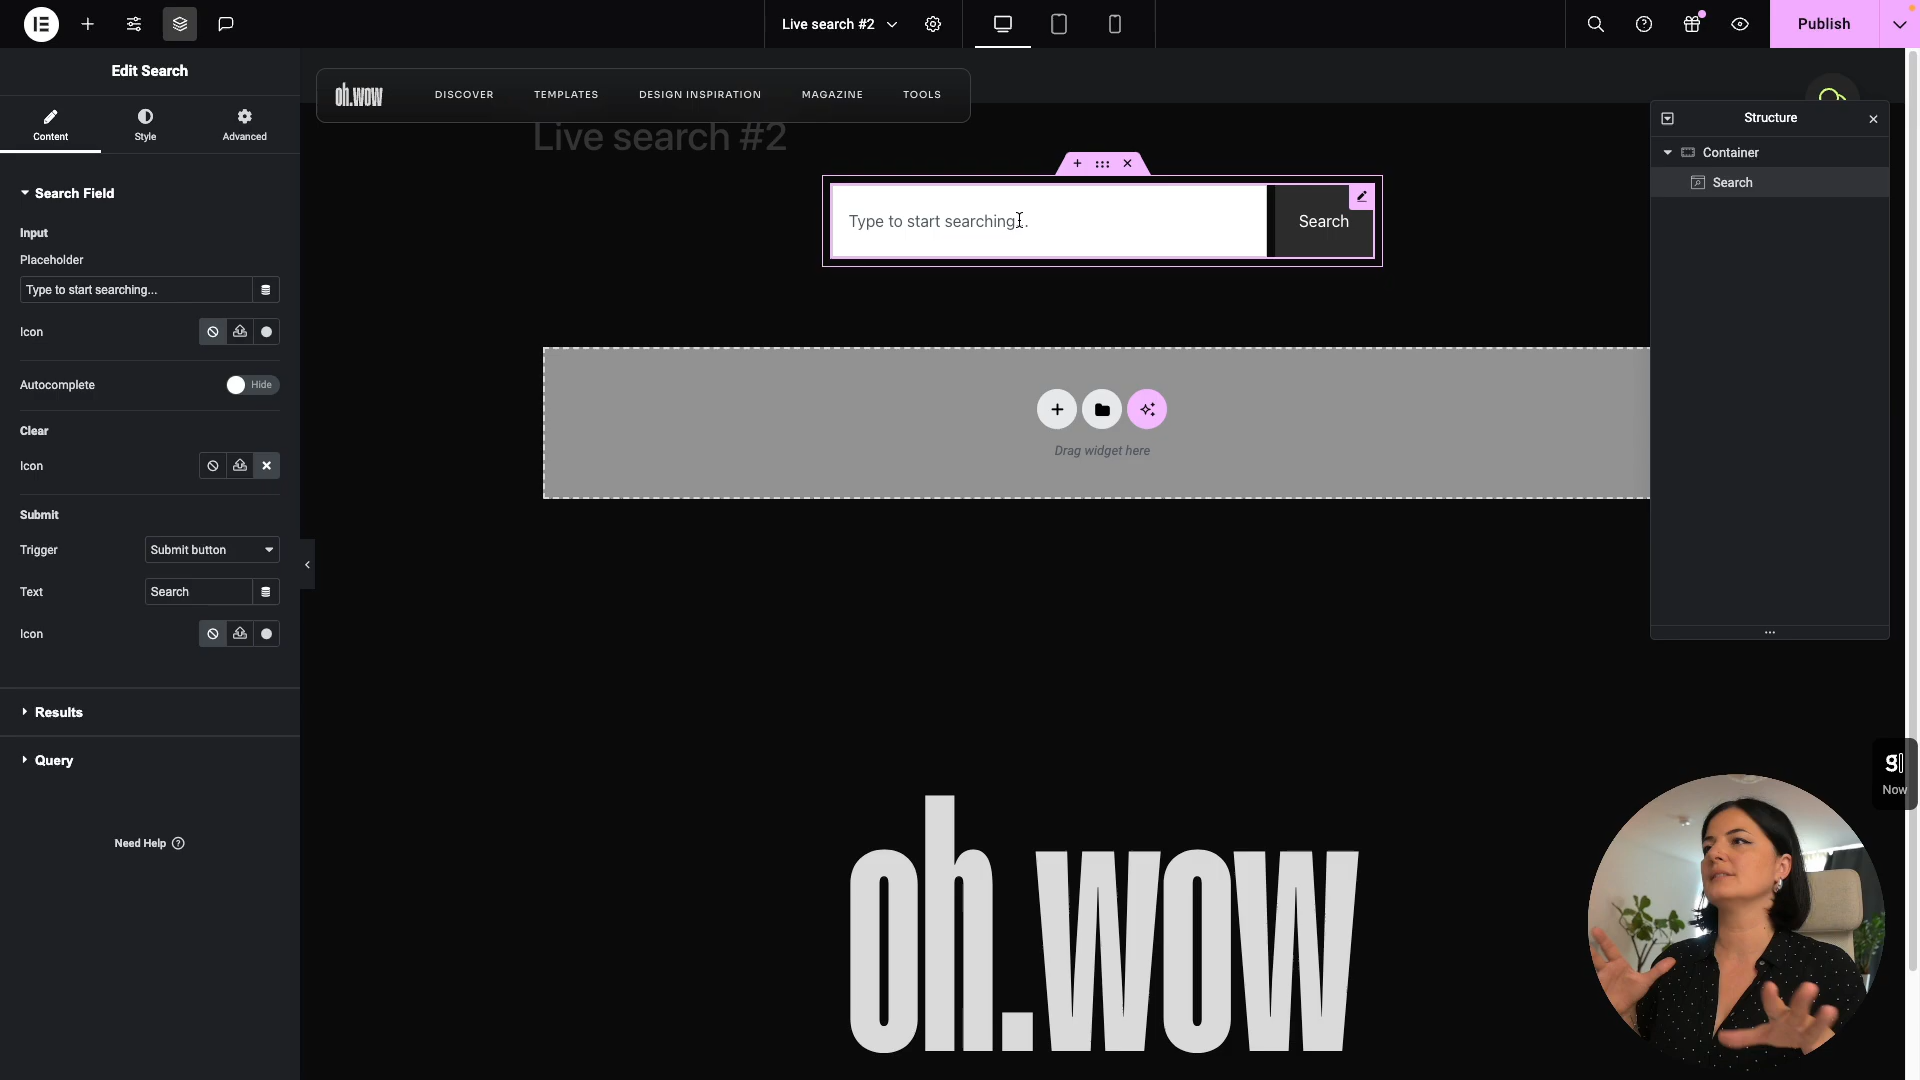 Live search #2
Publish
Edit Search
Content
Style
Advanced
Search Field
Input
Placeholder
Type to start searching...
Icon
Autocomplete
Hide
Clear
Icon
Submit
Trigger
Submit button
Text
Search
Icon
Results
Query
Need Help
oh.wow
DISCOVER
TEMPLATES
DESIGN INSPIRATION
MAGAZINE
TOOLS
Live search #2
Type to start searching...
Search
Drag widget here
oh.wow
Structure
Container
Search
Now